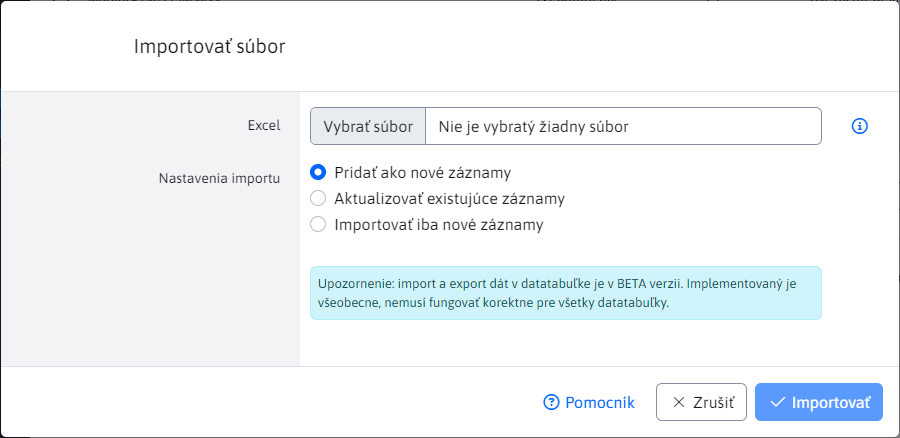 Importovať súbor
Excel
Vybrať súbor
Nie je vybratý žiadny súbor
Nastavenia importu
Pridať ako nové záznamy
Aktualizovať existujúce záznamy
Importovať iba nové záznamy
Upozornenie: import a export dát v datatabuľke je v BETA verzii. Implementovaný je
všeobecne, nemusi fungovať korektne pre všetky datatabuľky.
Pomocník
Zrušiť
Importovať